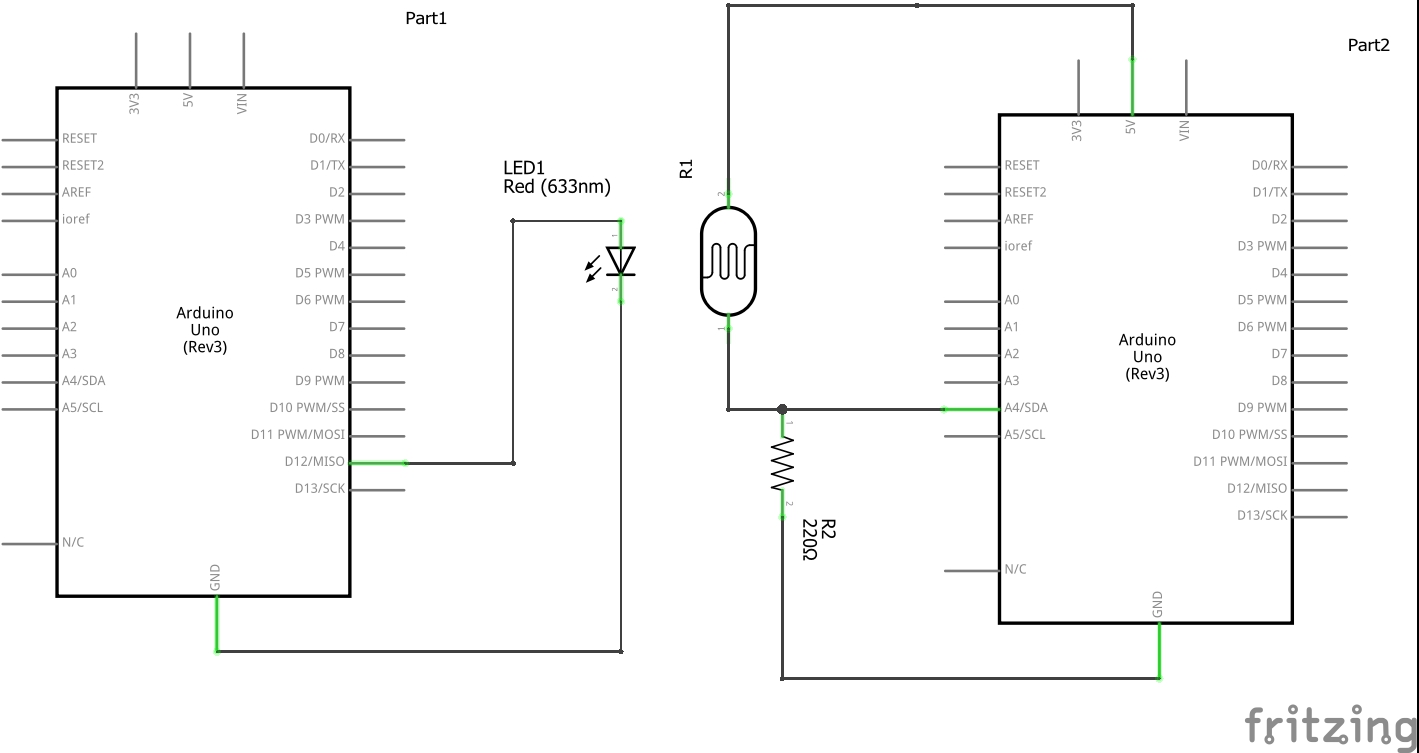 Part1
3V3
5V
VIN
RESET
RESET2
AREF
ioref
A0
A1
A2
A3
A4/SDA
A5/SCL
N/C
Arduino
Uno
(Rev3)
D0/RX
D1/TX
D2
D3 PWM
D4
D5 PWM
D6 PWM
D7
D8
D9 PWM
D10 PWM/SS
D11 PWM/MOSI
D12/MISO
D13/SCK
GND
LED1
Red (633nm)
1
2
R1
2
1
1
2
R2
220Ω
Part2
3V3
5V
VIN
RESET
RESET2
AREF
ioref
A0
A1
A2
A3
A4/SDA
A5/SCL
N/C
Arduino
Uno
(Rev3)
D0/RX
D1/TX
D2
D3 PWM
D4
D5 PWM
D6 PWM
D7
D8
D9 PWM
D10 PWM/SS
D11 PWM/MOSI
D12/MISO
D13/SCK
GND
fritzing